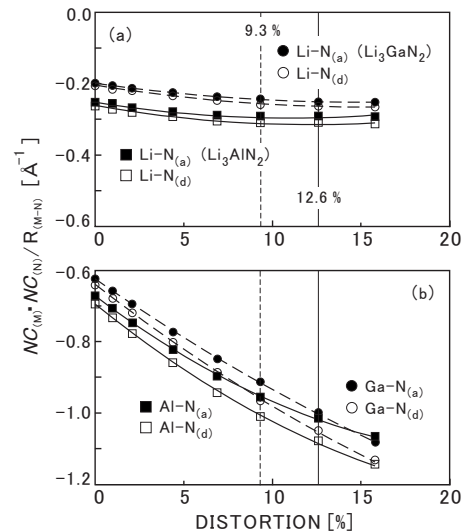 NC(M)・NC(N)/R(M−N) [Å−1]
(a)
9.3 %
Li−N(a) (Li3GaN2)
Li−N(d)
Li−N(a) (Li3AlN2)
Li−N(d)
12.6 %
0.0
−0.2
−0.4
−0.6
0
5
10
15
20
(b)
Ga−N(a)
Ga−N(d)
Al−N(a)
Al−N(d)
−0.6
−0.8
−1.0
−1.2
0
5
10
15
20
DISTORTION [%]